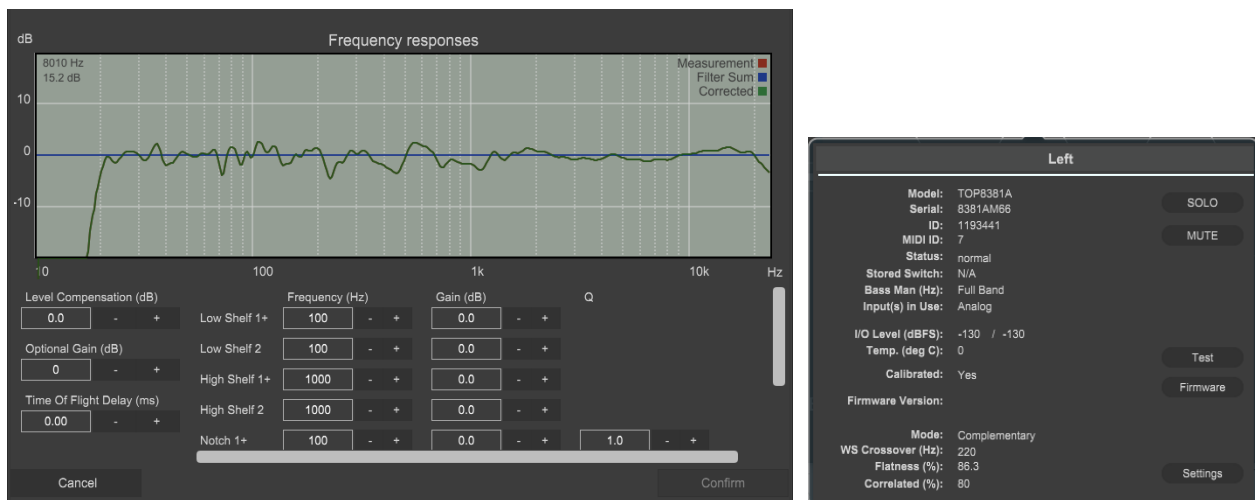 dB
Frequency responses
8010 Hz
15.2 dB
Measurement
Filter Sum
Corrected
10
0
-10
10 100 1k 10k Hz
Level Compensation (dB) Frequency (Hz) Gain (dB) Q
0.0 - + Low Shelf 1+ 100 - + 0.0 - +
Optional Gain (dB) Low Shelf 2 100 - + 0.0 - +
0 - + High Shelf 1+ 1000 - + 0.0 - +
Time Of Flight Delay (ms) High Shelf 2 1000 - + 0.0 - +
0.00 - + Notch 1+ 100 - + 0.0 - + 1.0 - +
Cancel Confirm
Left
Model: TOP8381A
Serial: 8381AM66
SOLO
ID: 1193441
MIDI ID: 7
MUTE
Status: normal
Stored Switch: N/A
Bass Man (Hz): Full Band
Input(s) in Use: Analog
I/O Level (dBFS): -130 / -130
Temp. (deg C): 0
Test
Calibrated: Yes
Firmware
Firmware Version:
Mode: Complementary
WS Crossover (Hz): 220
Flatness (%): 86.3
Settings
Correlated (%): 80